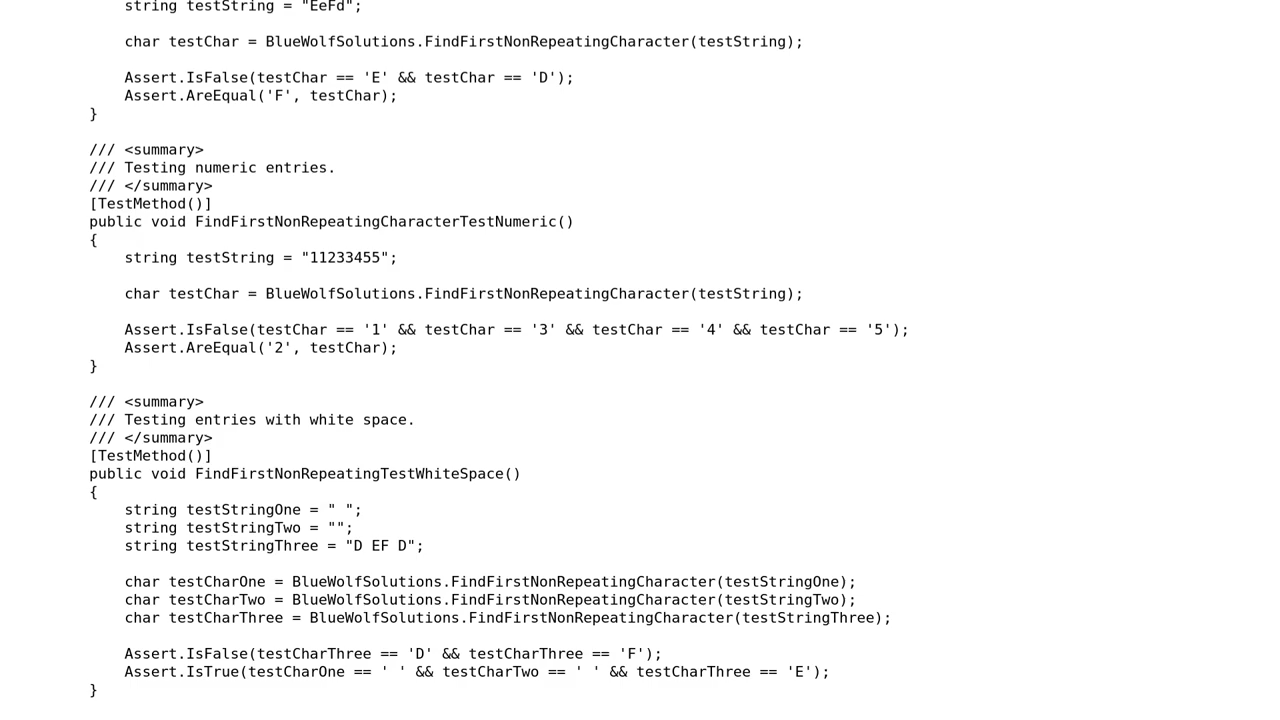 string testString = "EeFd";
char testChar = BlueWolfSolutions.FindFirstNonRepeatingCharacter(testString);
Assert.IsFalse(testChar == 'E' && testChar == 'D');
Assert.AreEqual('F', testChar);
}
/// <summary>
/// Testing numeric entries.
/// </summary>
[TestMethod()]
public void FindFirstNonRepeatingCharacterTestNumeric()
{
string testString = "11233455";
char testChar = BlueWolfSolutions.FindFirstNonRepeatingCharacter(testString);
Assert.IsFalse(testChar == '1' && testChar == '3' && testChar == '4' && testChar == '5');
Assert.AreEqual('2', testChar);
}
/// <summary>
/// Testing entries with white space.
/// </summary>
[TestMethod()]
public void FindFirstNonRepeatingTestWhiteSpace()
{
string testStringOne = " ";
string testStringTwo = "";
string testStringThree = "D EF D";
char testCharOne = BlueWolfSolutions.FindFirstNonRepeatingCharacter(testStringOne);
char testCharTwo = BlueWolfSolutions.FindFirstNonRepeatingCharacter(testStringTwo);
char testCharThree = BlueWolfSolutions.FindFirstNonRepeatingCharacter(testStringThree);
Assert.IsFalse(testCharThree == 'D' && testCharThree == 'F');
Assert.IsTrue(testCharOne == ' ' && testCharTwo == ' ' && testCharThree == 'E');
}